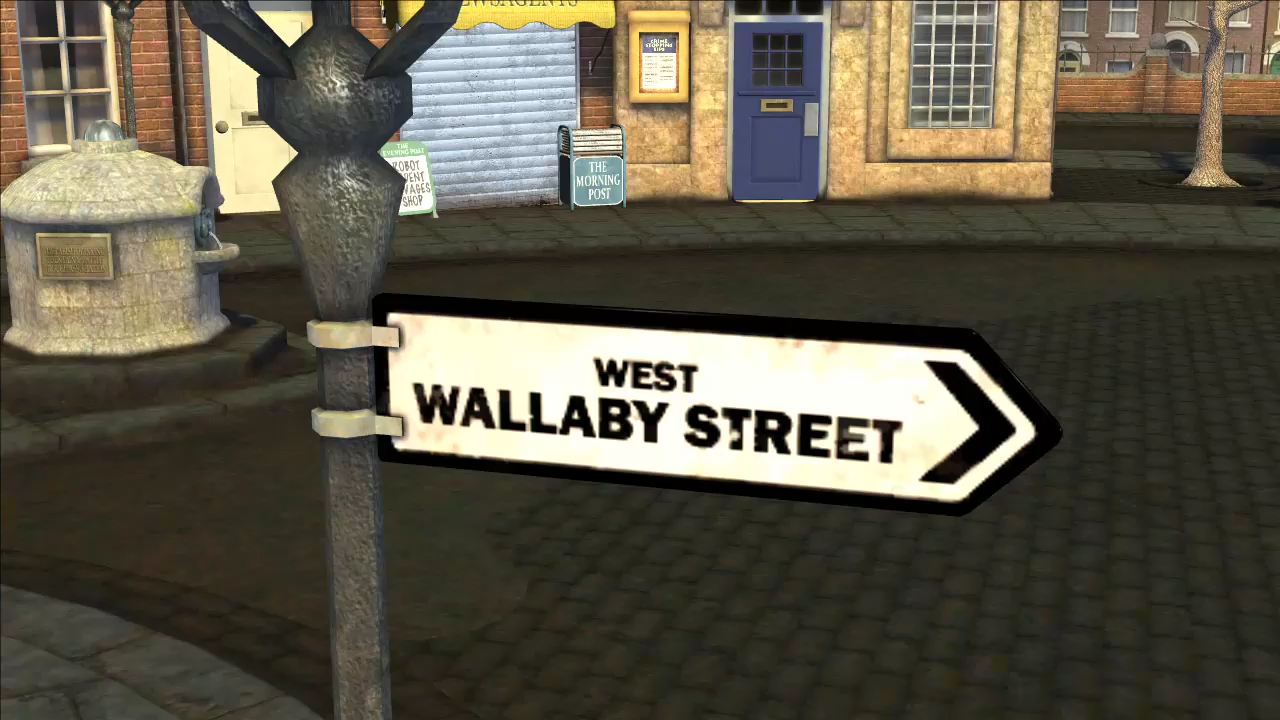 NEWSAGENTS
CRIME
STOPPING
TIPS
THE
EVENING POST
ROBOT
VENT
WAGES
SHOP
THE
MORNING
POST
WEST
WALLABY STREET